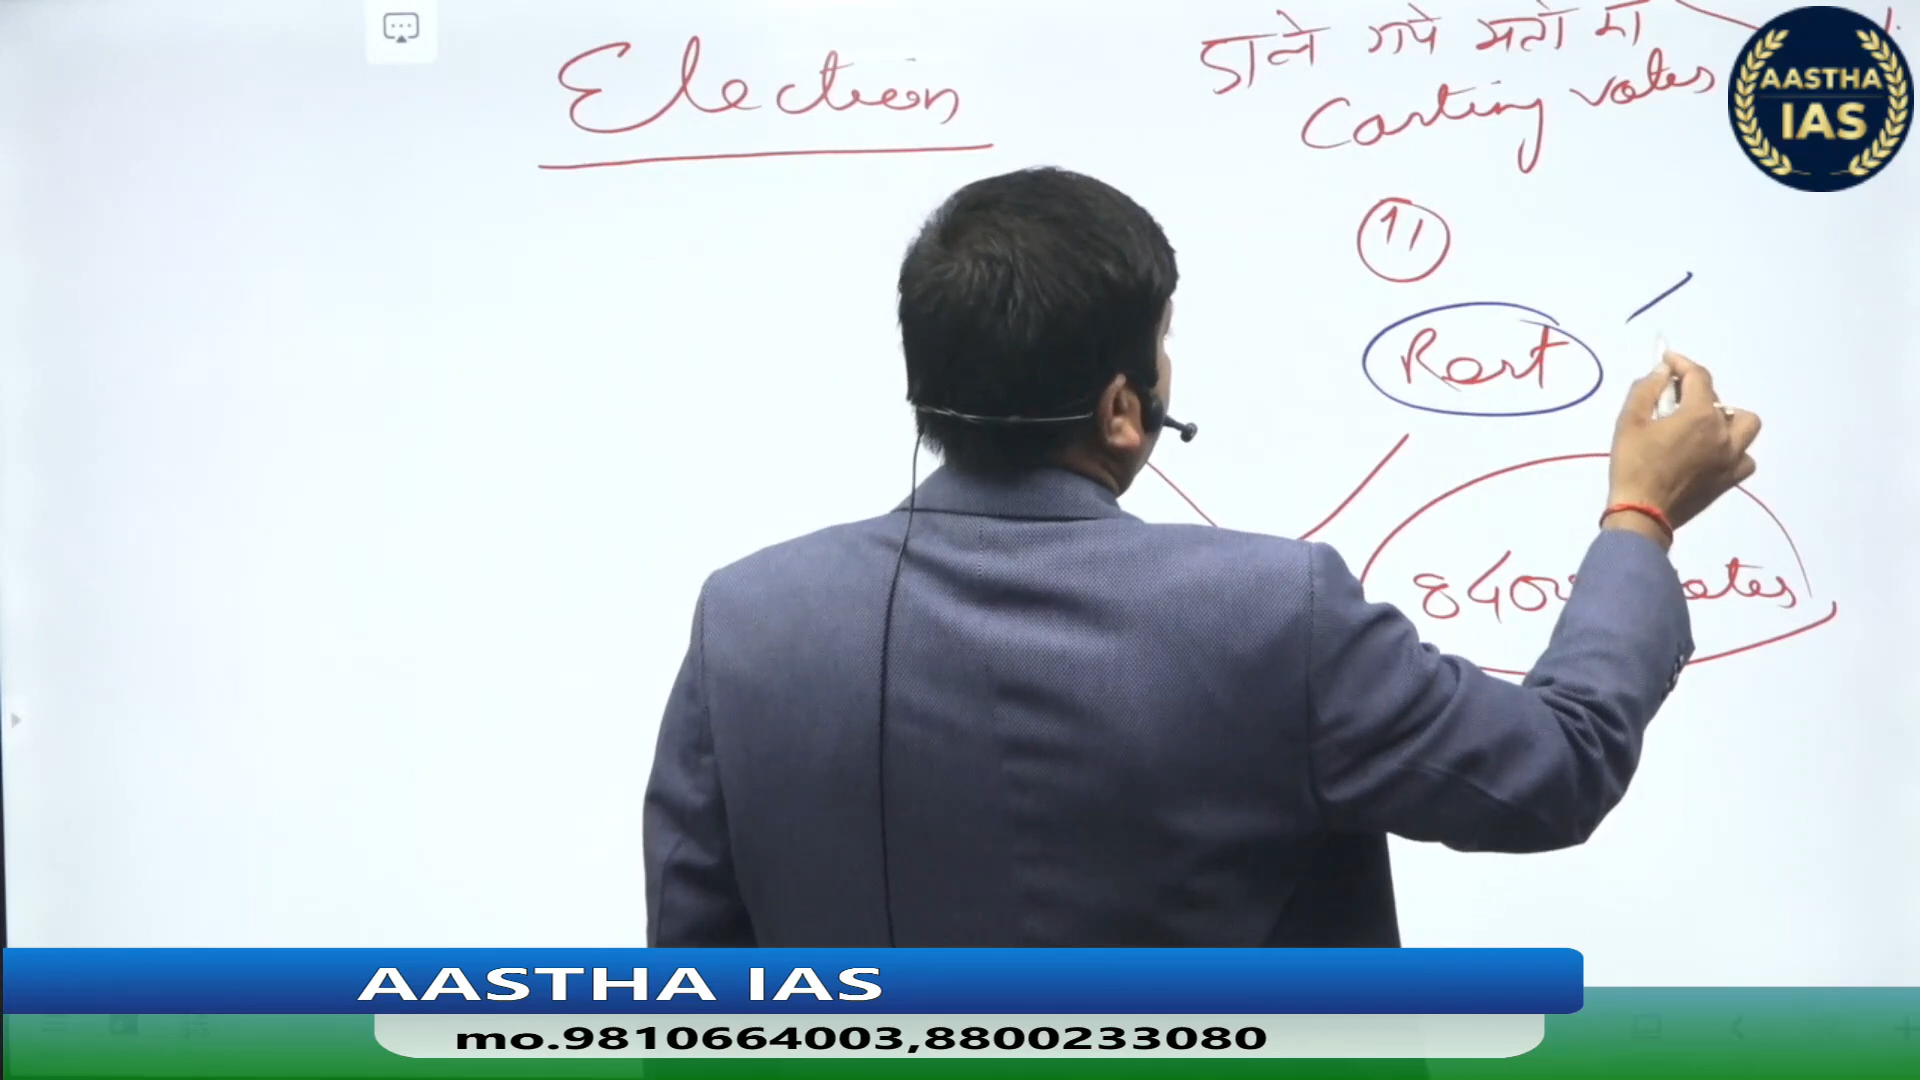 Election
डाले गये मतो का
Casting votes
AASTHA
IAS
11
Rest
AASTHA IAS
mo.9810664003,8800233080